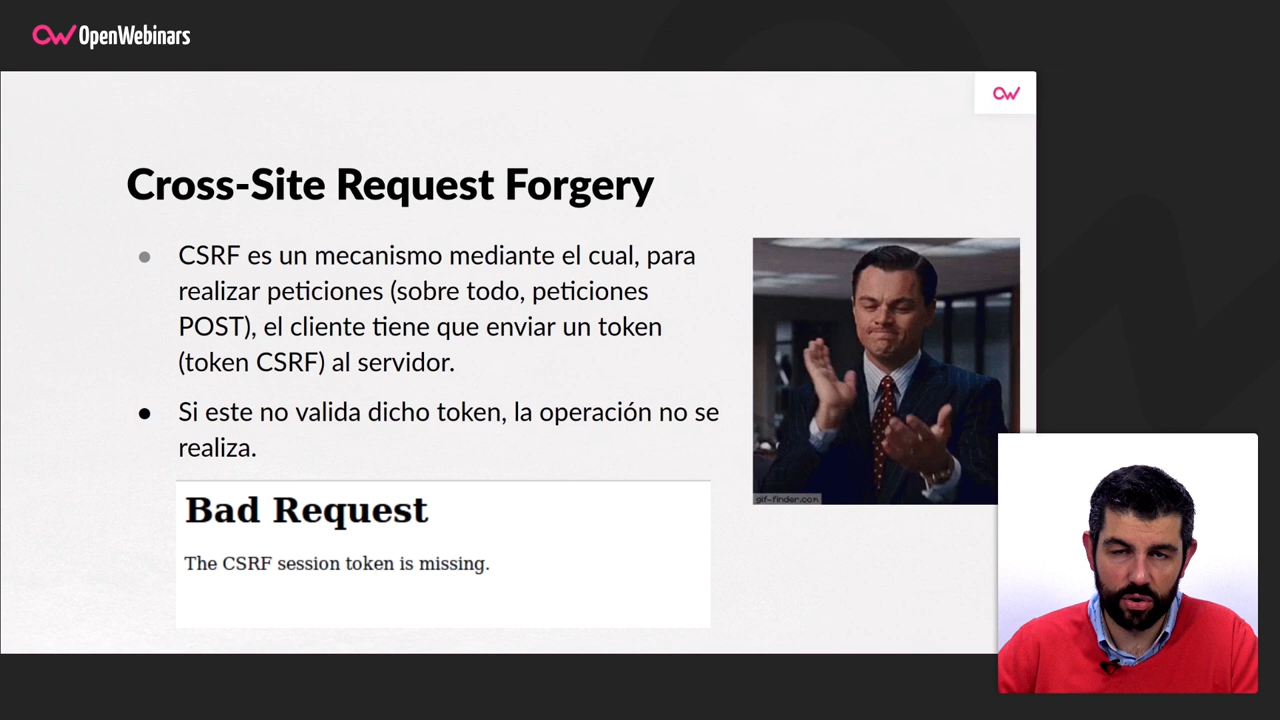 OpenWebinars
Cross-Site Request Forgery
CSRF es un mecanismo mediante el cual, para
realizar peticiones (sobre todo, peticiones
POST), el cliente tiene que enviar un token
(token CSRF) al servidor.
Si este no valida dicho token, la operación no se
realiza.
Bad Request
The CSRF session token is missing.
gif-finder.com